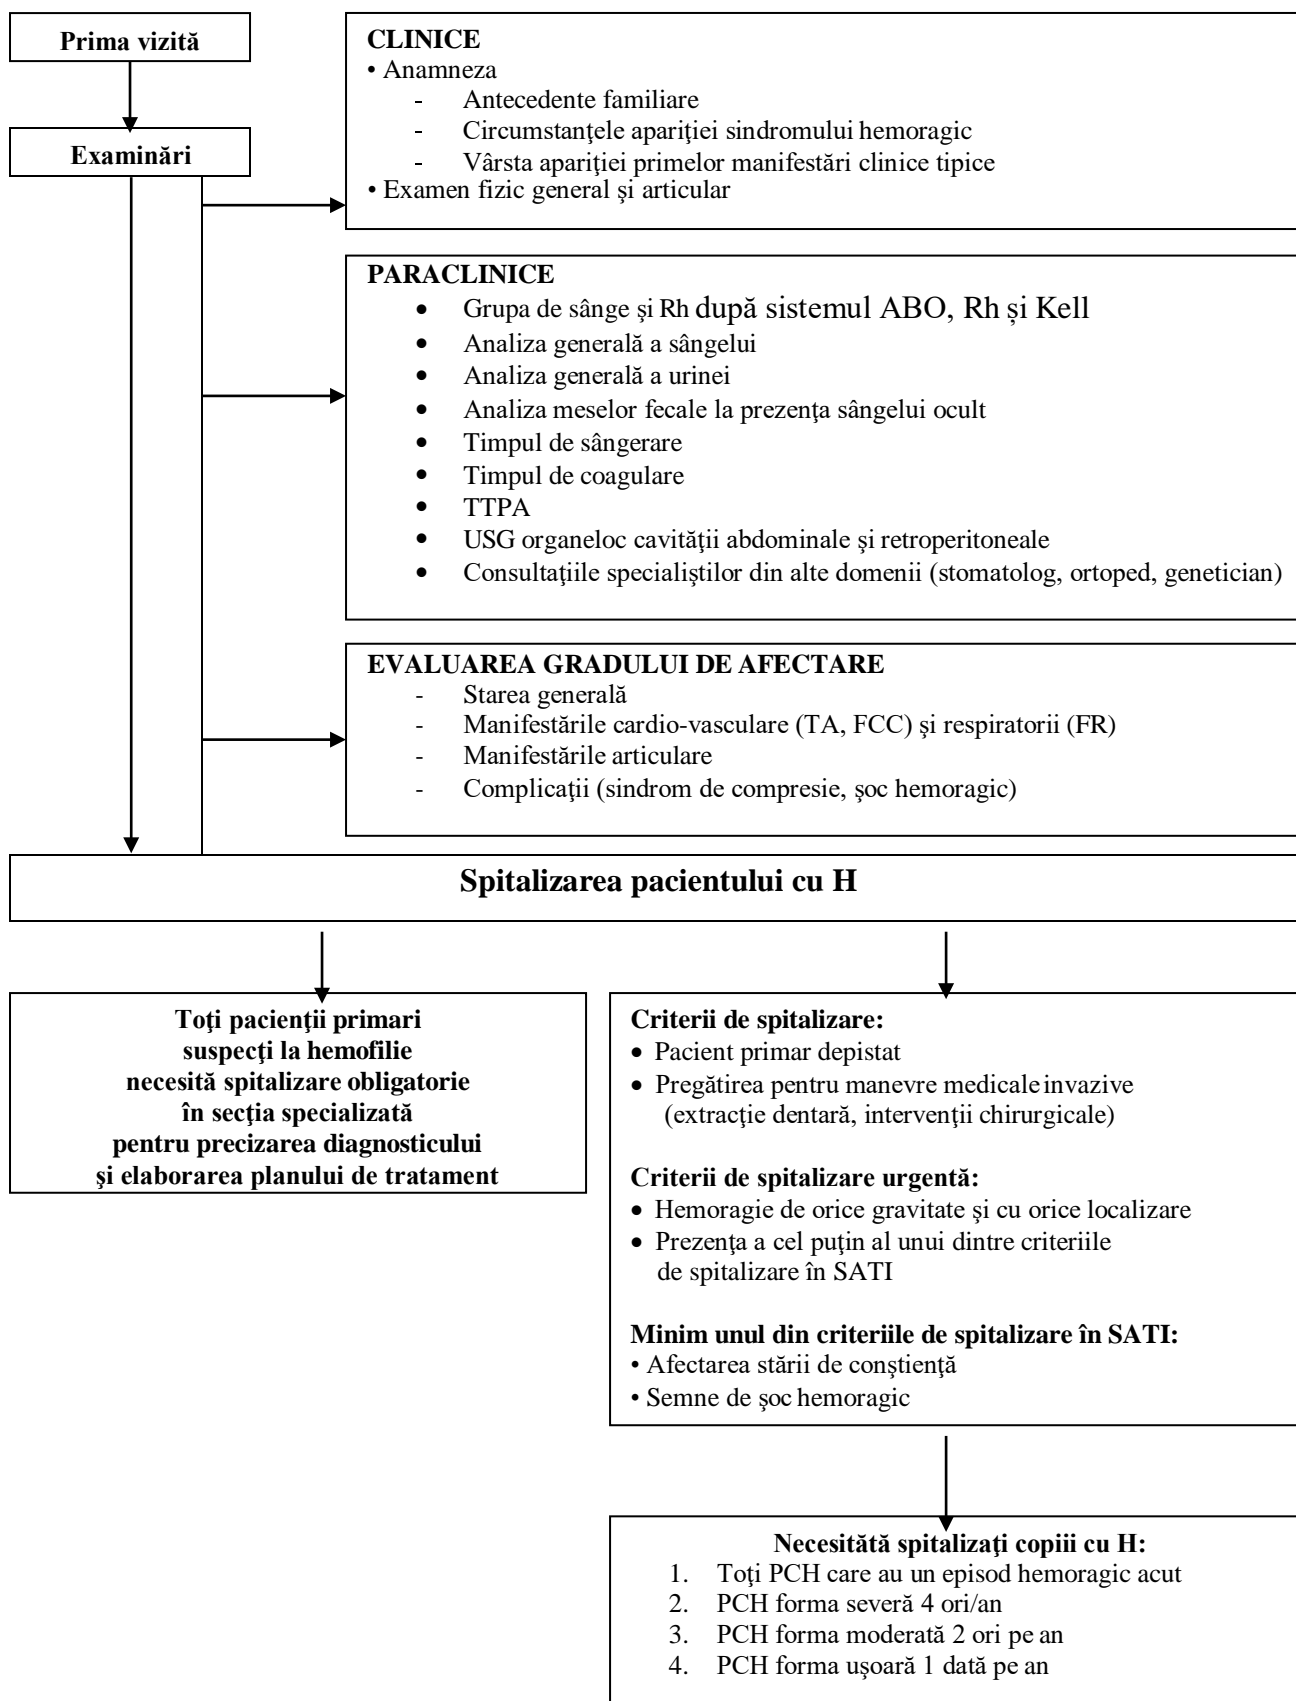 Prima vizită
Examinări
CLINICE
• Anamneza
- Antecedente familiare
- Circumstanţele apariţiei sindromului hemoragic
- Vârsta apariţiei primelor manifestări clinice tipice
• Examen fizic general şi articular
PARACLINICE
• Grupa de sânge şi Rh după sistemul ABO, Rh și Kell
• Analiza generală a sângelui
• Analiza generală a urinei
• Analiza meselor fecale la prezenţa sângelui ocult
• Timpul de sângerare
• Timpul de coagulare
• TTPA
• USG organeloc cavităţii abdominale şi retroperitoneale
• Consultaţiile specialiştilor din alte domenii (stomatolog, ortoped, genetician)
EVALUAREA GRADULUI DE AFECTARE
- Starea generală
- Manifestările cardio-vasculare (TA, FCC) şi respiratorii (FR)
- Manifestările articulare
- Complicaţii (sindrom de compresie, şoc hemoragic)
Spitalizarea pacientului cu H
Toţi pacienţii primari
suspecţi la hemofilie
necesită spitalizare obligatorie
în secţia specializată
pentru precizarea diagnosticului
şi elaborarea planului de tratament
Criterii de spitalizare:
• Pacient primar depistat
• Pregătirea pentru manevre medicale invazive
(extracţie dentară, intervenţii chirurgicale)
Criterii de spitalizare urgentă:
• Hemoragie de orice gravitate şi cu orice localizare
• Prezenţa a cel puţin al unui dintre criteriile
de spitalizare în SATI
Minim unul din criteriile de spitalizare în SATI:
• Afectarea stării de conştienţă
• Semne de şoc hemoragic
Necesitătă spitalizaţi copiii cu H:
1. Toţi PCH care au un episod hemoragic acut
2. PCH forma severă 4 ori/an
3. PCH forma moderată 2 ori pe an
4. PCH forma uşoară 1 dată pe an